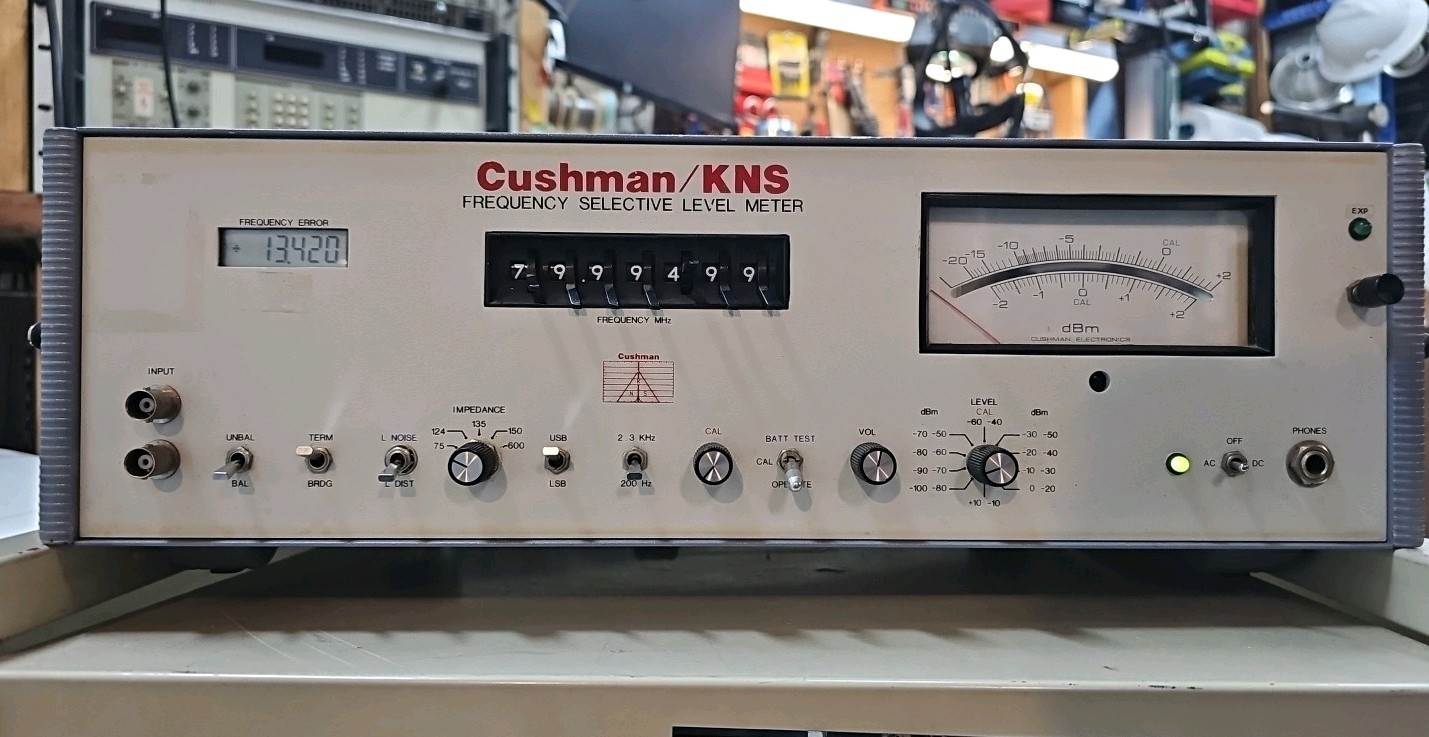 Cushman/KNS
FREQUENCY SELECTIVE LEVEL METER
FREQUENCY ERROR
÷ 13,420
7 9.9 9 4 9 9
FREQUENCY MHz
-20 -15 -10 -5 CAL 0 +2
-2 -1 0 +1 +2
CAL
dBm
CUSHMAN ELECTRONICS
EXP
Cushman
N S
INPUT
UNBAL
BAL
TERM
BRDG
L NOISE
L DIST
IMPEDANCE
75 124 135 150 600
USB
LSB
2.3 KHz
200 Hz
CAL
BATT TEST
CAL
OPERATE
VOL
LEVEL
dBm CAL dBm
-60 -40
-70 -50 -30 -50
-80 -60 -20 -40
-90 -70 -10 -30
-100 -80 0 -20
+10 -10
OFF
AC DC
PHONES